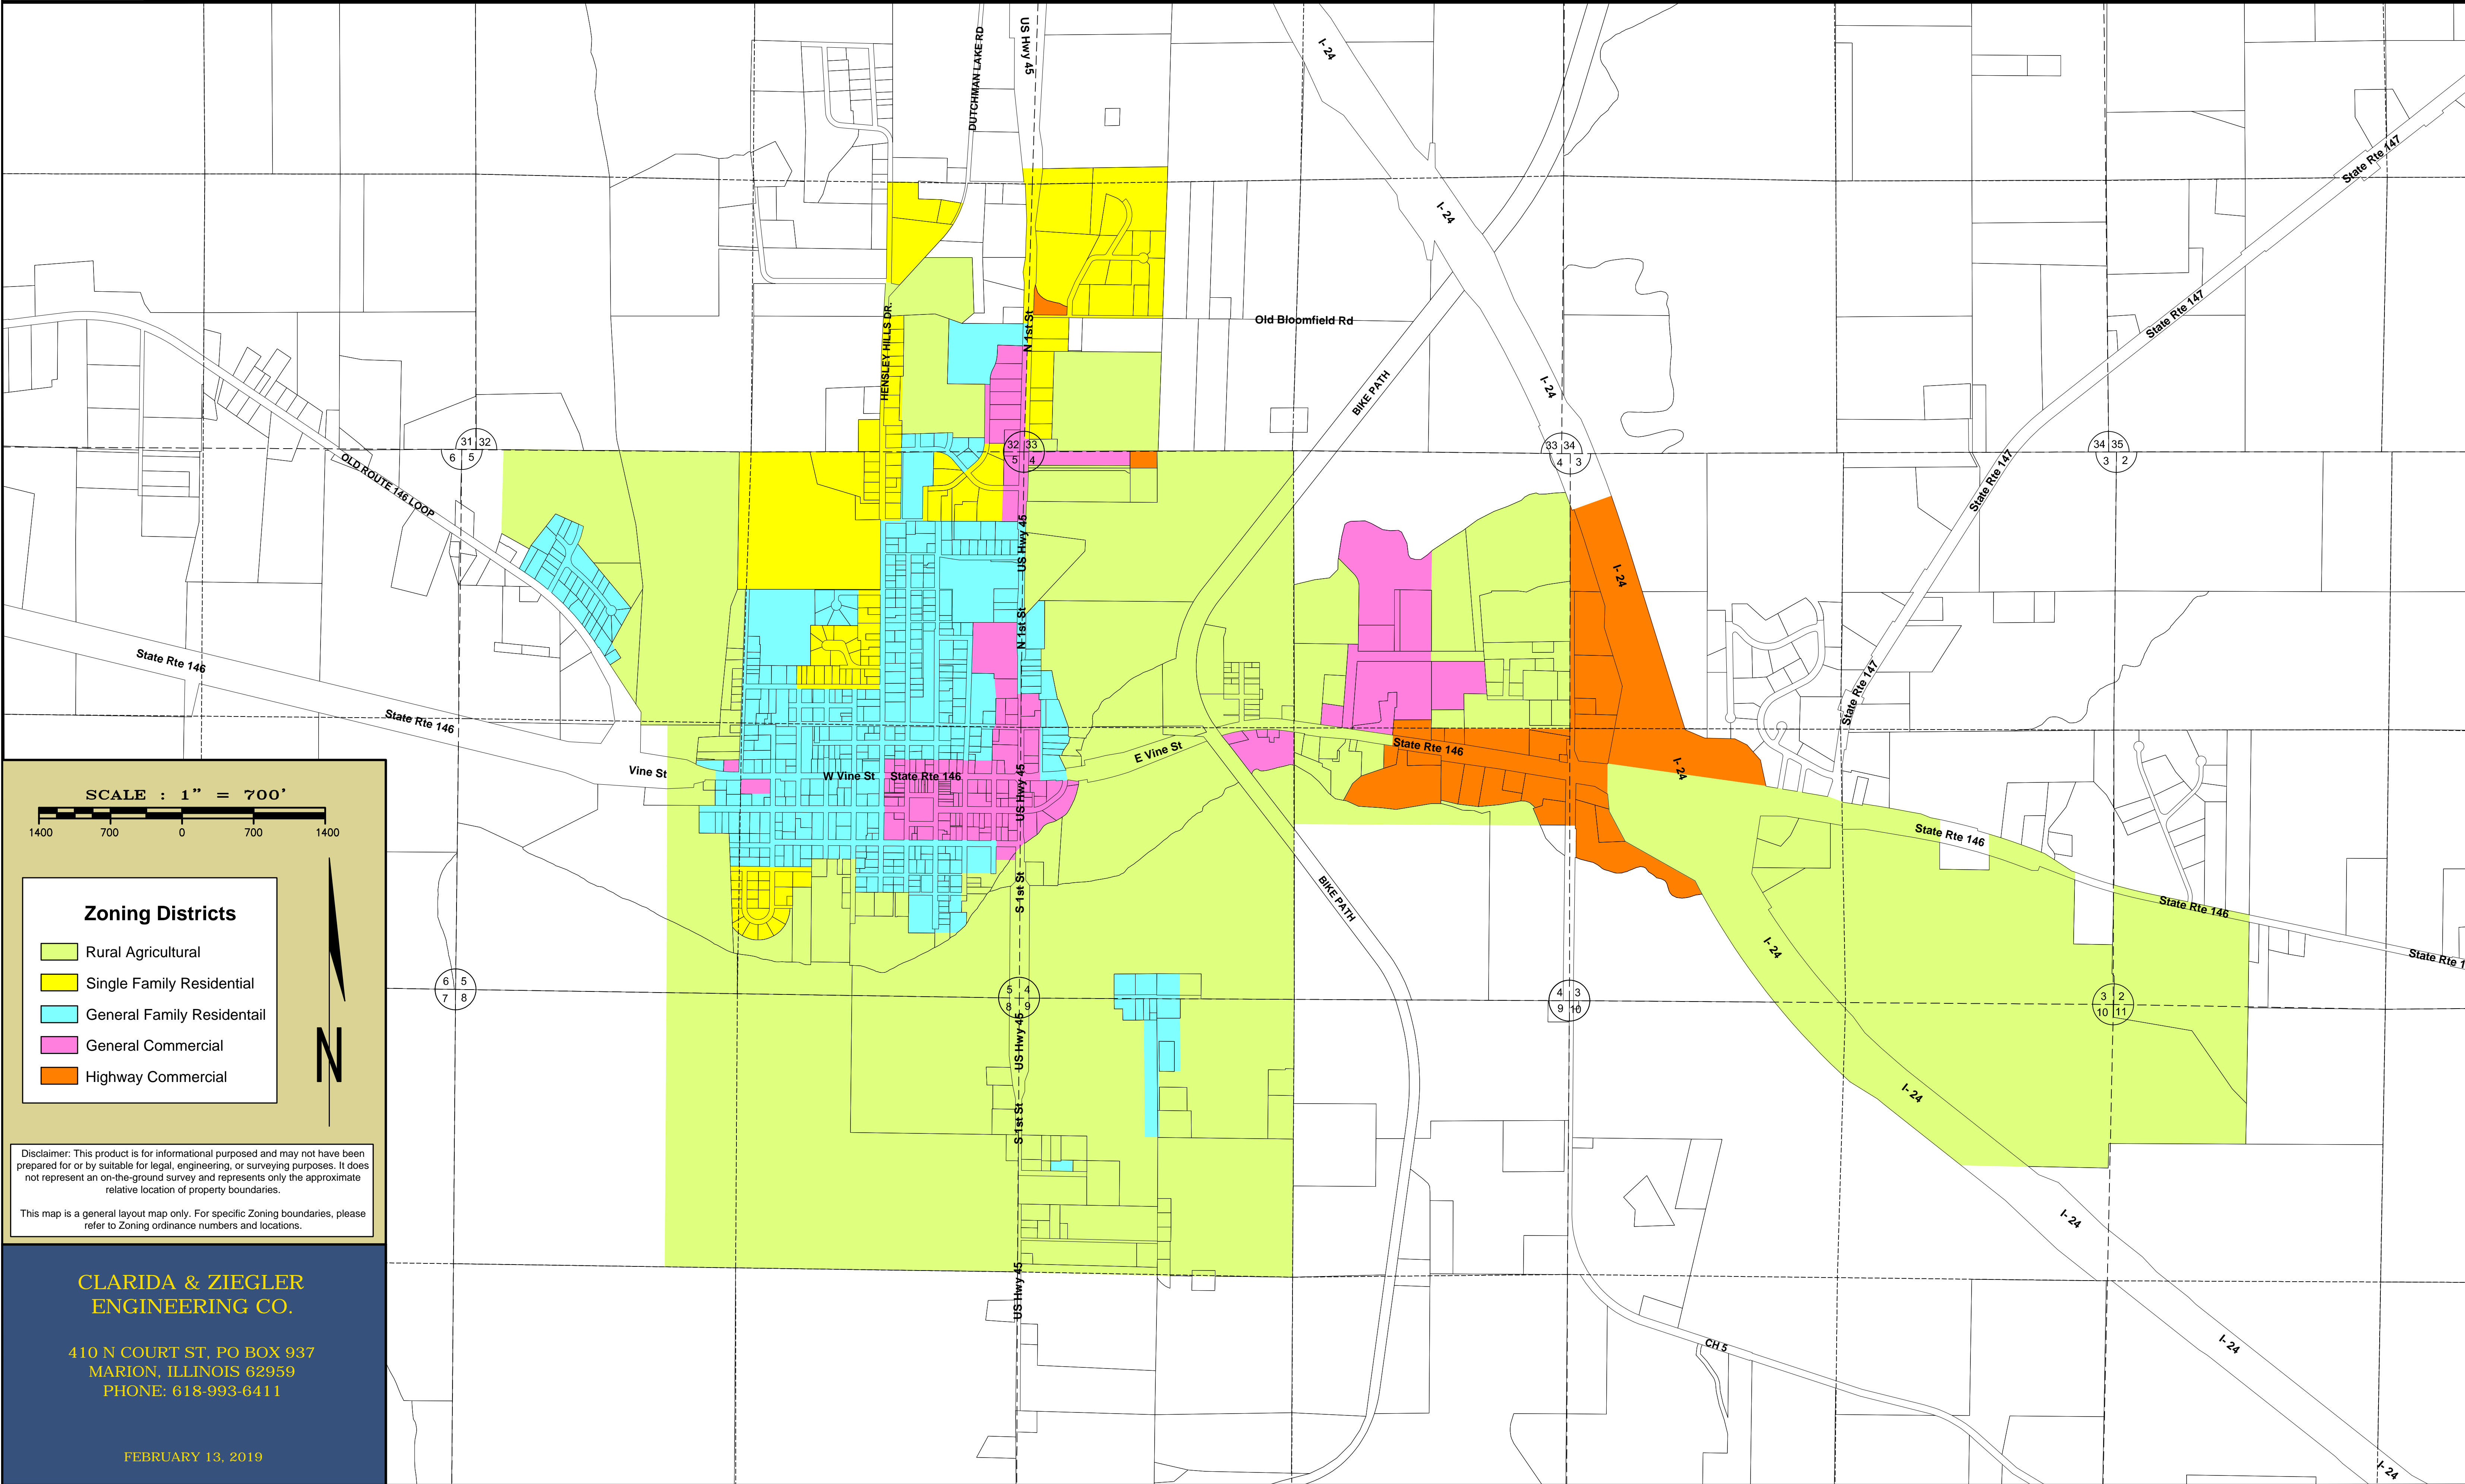 DUTCHMAN LAKE RD
US Hwy 45
I- 24
State Rte 147
I- 24
HENSLEY HILLS DR.
N 1st St
Old Bloomfield Rd
State Rte 147
BIKE PATH
I- 24
31 32
6 5
32 33
5 4
33 34
4 3
34 35
3 2
OLD ROUTE 146 LOOP
State Rte 147
US Hwy 45
I- 24
N 1st St
State Rte 146
State Rte 147
State Rte 146
E Vine St
State Rte 146
Vine St
W Vine St
State Rte 146
US Hwy 45
I- 24
State Rte 146
S 1st St
BIKE PATH
State Rte 146
I- 24
State Rte 1
6 5
7 8
5 4
8 9
4 3
9 10
3 2
10 11
US Hwy 45
I- 24
S 1st St
I- 24
US Hwy 45
CH 5
I- 24
I- 24
SCALE : 1" = 700'
1400 700 0 700 1400
Zoning Districts
Rural Agricultural
Single Family Residential
General Family Residentail
General Commercial
Highway Commercial
N
Disclaimer: This product is for informational purposed and may not have been
prepared for or by suitable for legal, engineering, or surveying purposes. It does
not represent an on-the-ground survey and represents only the approximate
relative location of property boundaries.
This map is a general layout map only. For specific Zoning boundaries, please
refer to Zoning ordinance numbers and locations.
CLARIDA & ZIEGLER
ENGINEERING CO.
410 N COURT ST, PO BOX 937
MARION, ILLINOIS 62959
PHONE: 618-993-6411
FEBRUARY 13, 2019